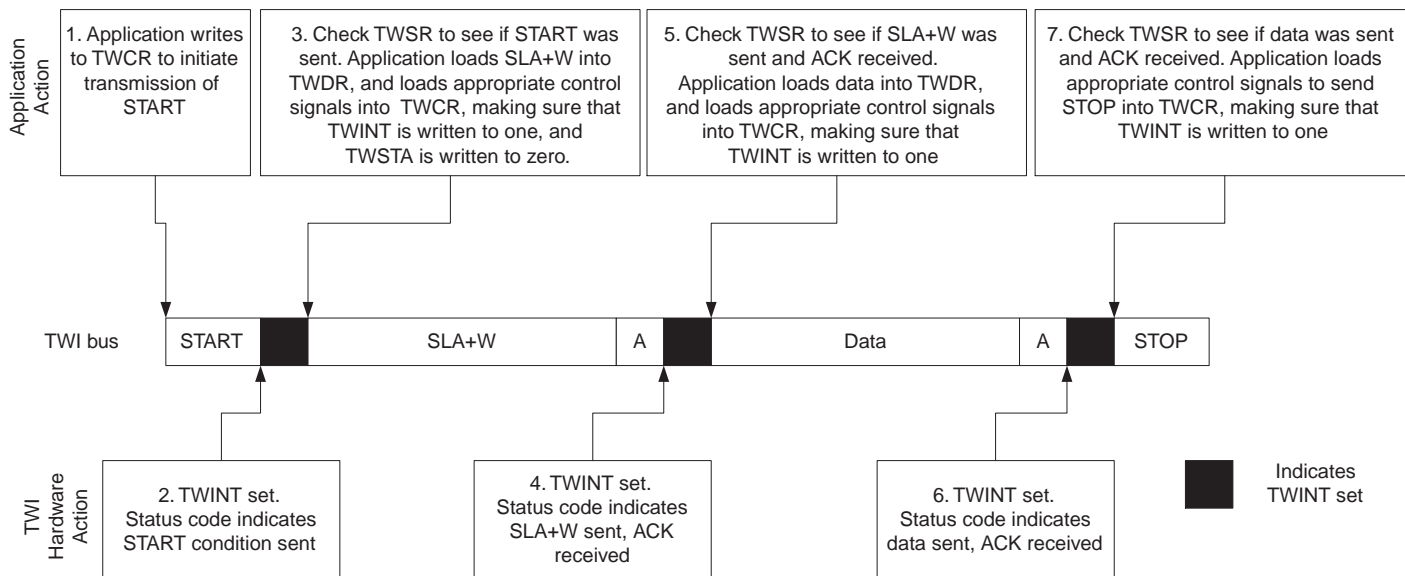 Application
Action
1. Application writes
to TWCR to initiate
transmission of
START
3. Check TWSR to see if START was
sent. Application loads SLA+W into
TWDR, and loads appropriate control
signals into TWCR, making sure that
TWINT is written to one, and
TWSTA is written to zero.
5. Check TWSR to see if SLA+W was
sent and ACK received.
Application loads data into TWDR,
and loads appropriate control signals
into TWCR, making sure that
TWINT is written to one
7. Check TWSR to see if data was sent
and ACK received. Application loads
appropriate control signals to send
STOP into TWCR, making sure that
TWINT is written to one
TWI bus
START
SLA+W
A
Data
A
STOP
TWI
Hardware
Action
2. TWINT set.
Status code indicates
START condition sent
4. TWINT set.
Status code indicates
SLA+W sent, ACK
received
6. TWINT set.
Status code indicates
data sent, ACK received
Indicates
TWINT set